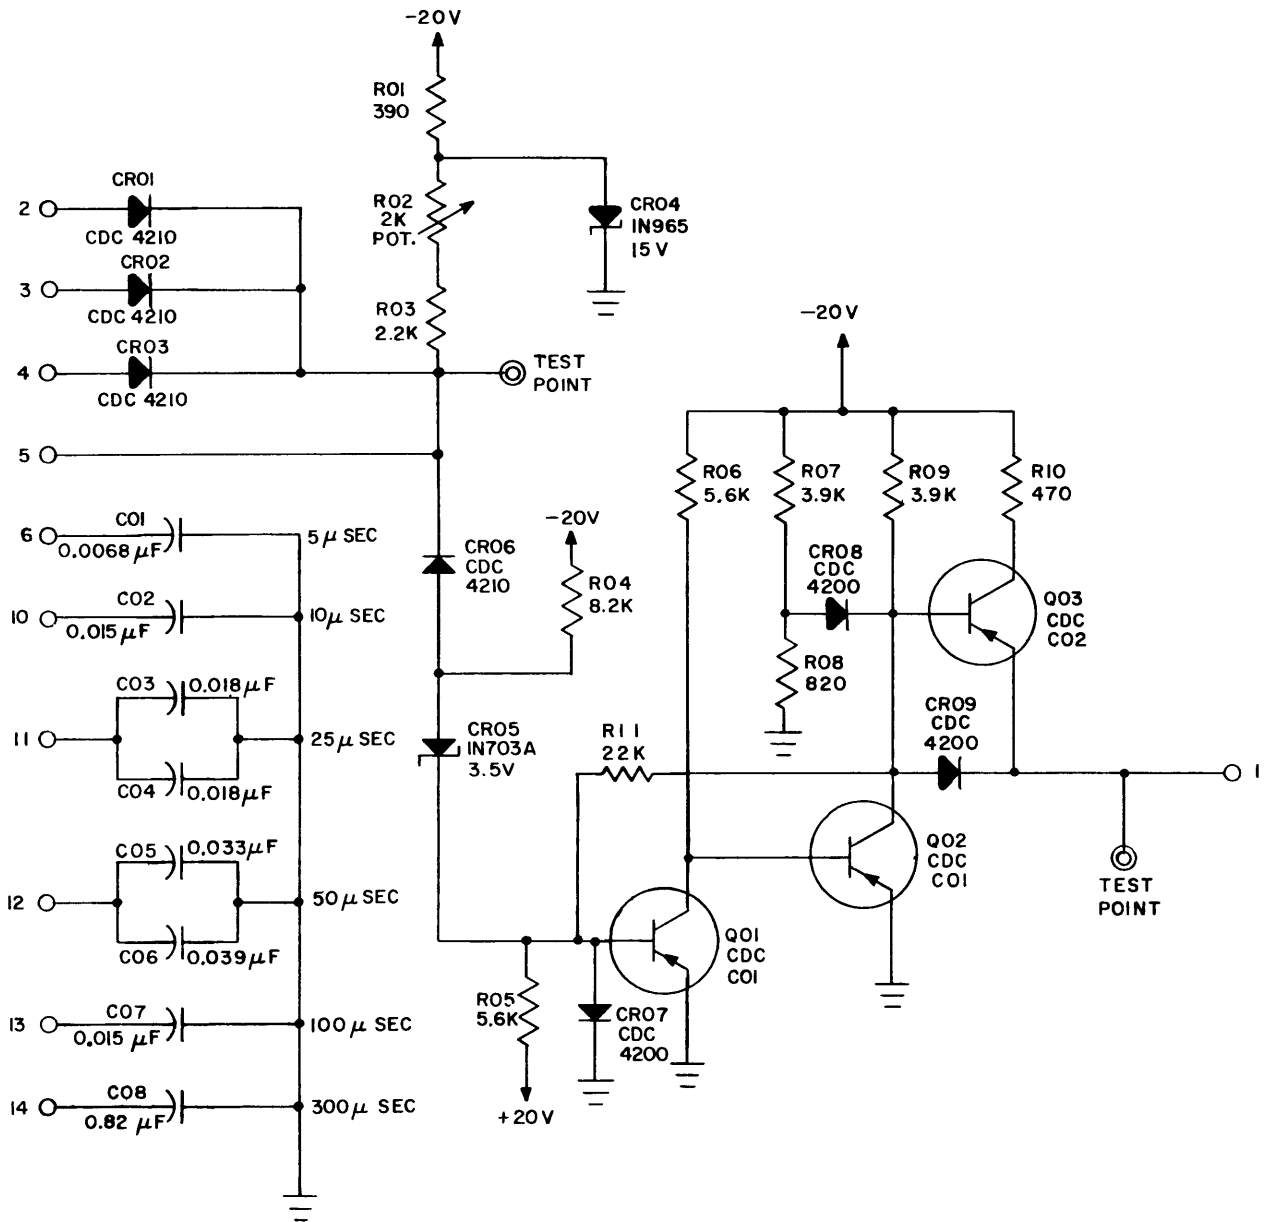 -20V
R01
390
CR01
2
CDC 4210
R02
2K
POT.
CR04
IN965
15V
CR02
3
CDC 4210
R03
2.2K
CR03
4
CDC 4210
TEST
POINT
-20V
5
R06
5.6K
R07
3.9K
R09
3.9K
R10
470
6
C01
0.0068µF
5µ SEC
CR06
CDC
4210
-20V
R04
8.2K
CR08
CDC
4200
Q03
CDC
C02
10
C02
0.015µF
10µ SEC
R08
820
C03
0.018µF
11
25µ SEC
C04
0.018µF
CR05
IN703A
3.5V
R11
22K
CR09
CDC
4200
1
C05
0.033µF
12
50µ SEC
C06
0.039µF
Q02
CDC
C01
TEST
POINT
Q01
CDC
C01
R05
5.6K
CR07
CDC
4200
+20V
13
C07
0.015 µF
100µ SEC
14
C08
0.82 µF
300µ SEC